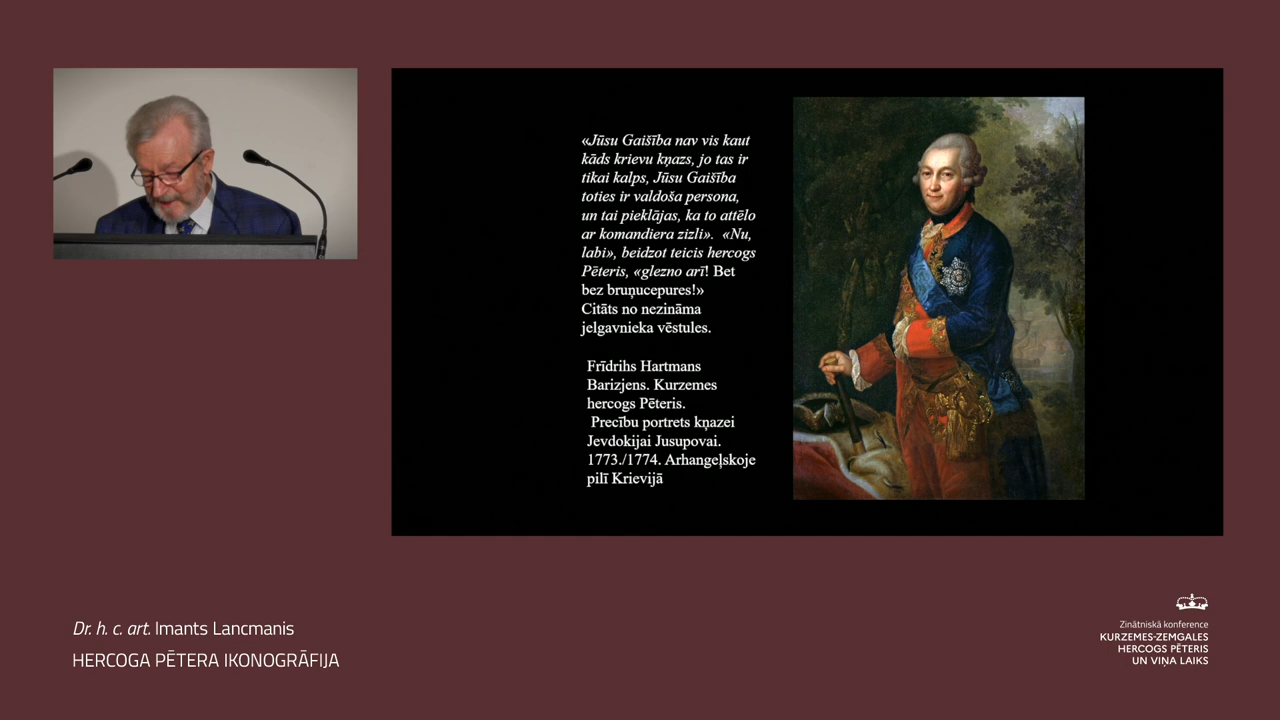 «Jūsu Gaišība nav vis kaut
kāds krievu kņazs, jo tas ir
tikai kalps, Jūsu Gaišība
toties ir valdoša persona,
un tai pieklājas, ka to attēlo
ar komandiera zizli». «Nu,
labi», beidzot teicis hercogs
Pēteris, «glezno arī! Bet
bez bruņucepures!»
Citāts no nezināma
jelgavnieka vēstules.
Frīdrihs Hartmans
Barizjens. Kurzemes
hercogs Pēteris.
Precību portrets kņazei
Jevdokijai Jusupovai.
1773./1774. Arhangeļskoje
pilī Krievijā
Dr. h. c. art. Imants Lancmanis
HERCOGA PĒTERA IKONOGRĀFIJA
Zinātniskā konference
KURZEMES-ZEMGALES
HERCOGS PĒTERIS
UN VIŅA LAIKS